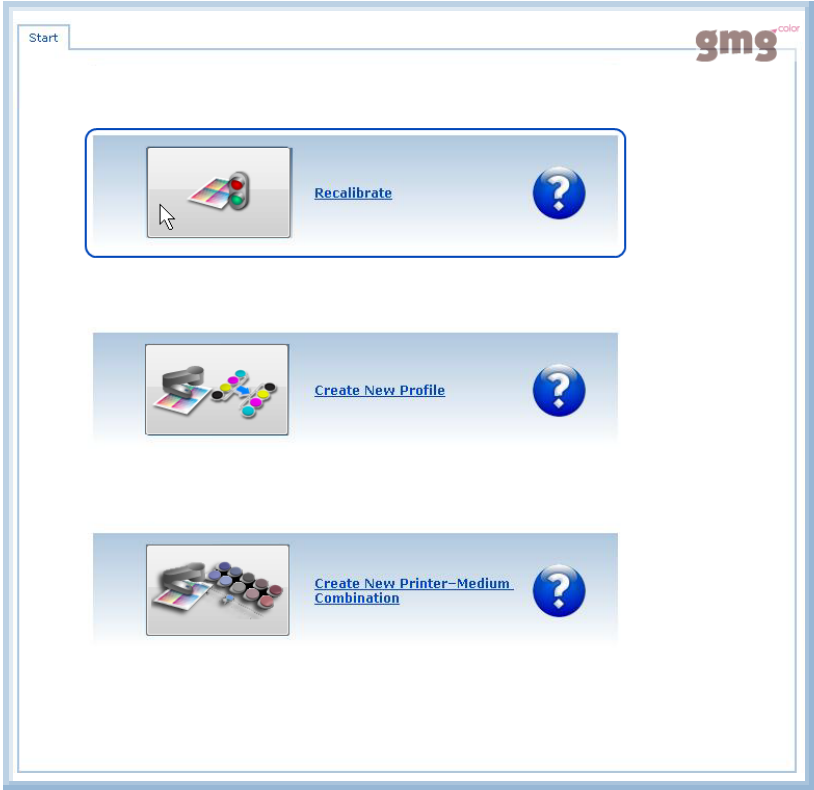 Start
gmg color
Recalibrate
?
Create New Profile
?
Create New Printer-Medium
Combination
?